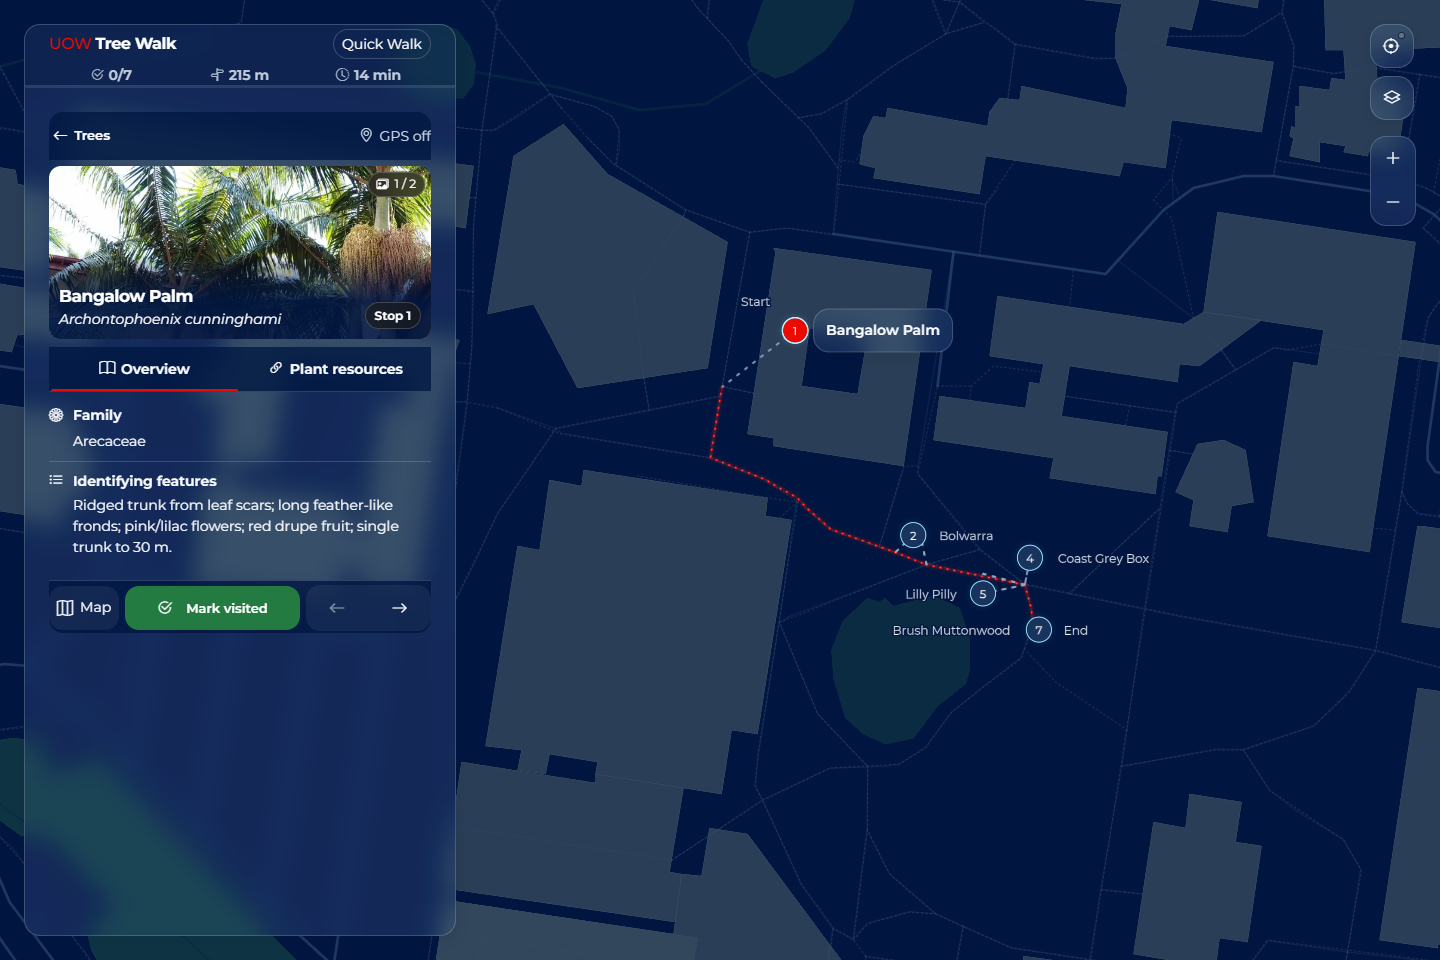 UOW Tree Walk
Quick Walk
0/7
215 m
14 min
Trees
GPS off
1 / 2
Bangalow Palm
Archontophoenix cunninghami
Stop 1
Overview
Plant resources
Family
Arecaceae
Identifying features
Ridged trunk from leaf scars; long feather-like
fronds; pink/lilac flowers; red drupe fruit; single
trunk to 30 m.
Map
Mark visited
Start
1
Bangalow Palm
2
Bolwarra
4
Coast Grey Box
Lilly Pilly
5
Brush Muttonwood
7
End